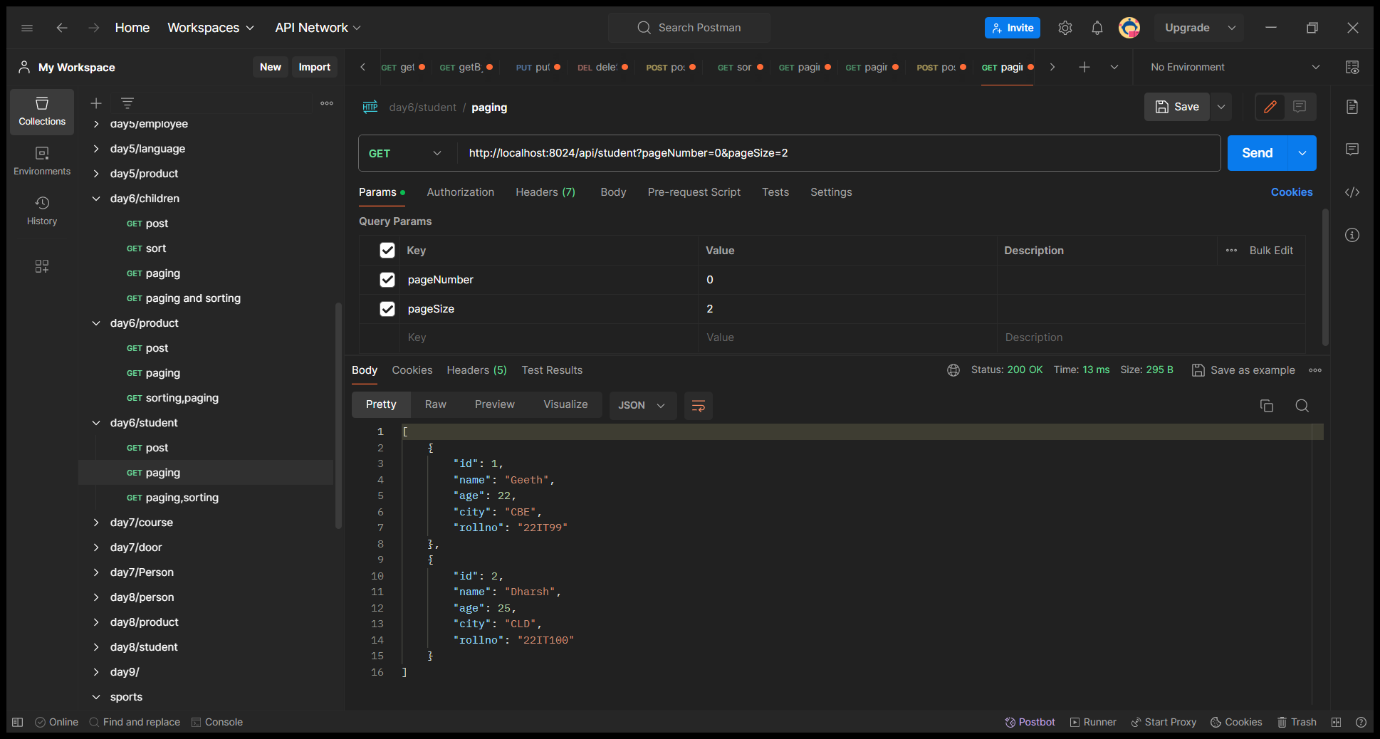 Home Workspaces API Network Search Postman Invite Upgrade
My Workspace New Import
GET get GET getB PUT put DEL dele POST po GET sor GET pagin GET pagin POST po GET pagin No Environment
Collections
Environments
History
day5/employee
day5/language
day5/product
day6/children
GET post
GET sort
GET paging
GET paging and sorting
day6/product
GET post
GET paging
GET sorting,paging
day6/student
GET post
GET paging
GET paging,sorting
day7/course
day7/door
day7/Person
day8/person
day8/product
day8/student
day9/
sports
HTTP day6/student / paging Save
GET http://localhost:8024/api/student?pageNumber=0&pageSize=2 Send
Params Authorization Headers (7) Body Pre-request Script Tests Settings Cookies
Query Params
Key Value Description Bulk Edit
pageNumber 0
pageSize 2
Key Value Description
Body Cookies Headers (5) Test Results Status: 200 OK Time: 13 ms Size: 295 B Save as example
Pretty Raw Preview Visualize JSON
1 [
2 {
3 "id": 1,
4 "name": "Geeth",
5 "age": 22,
6 "city": "CBE",
7 "rollno": "22IT99"
8 },
9 {
10 "id": 2,
11 "name": "Dharsh",
12 "age": 25,
13 "city": "CLD",
14 "rollno": "22IT100"
15 }
16 ]
Online Find and replace Console Postbot Runner Start Proxy Cookies Trash